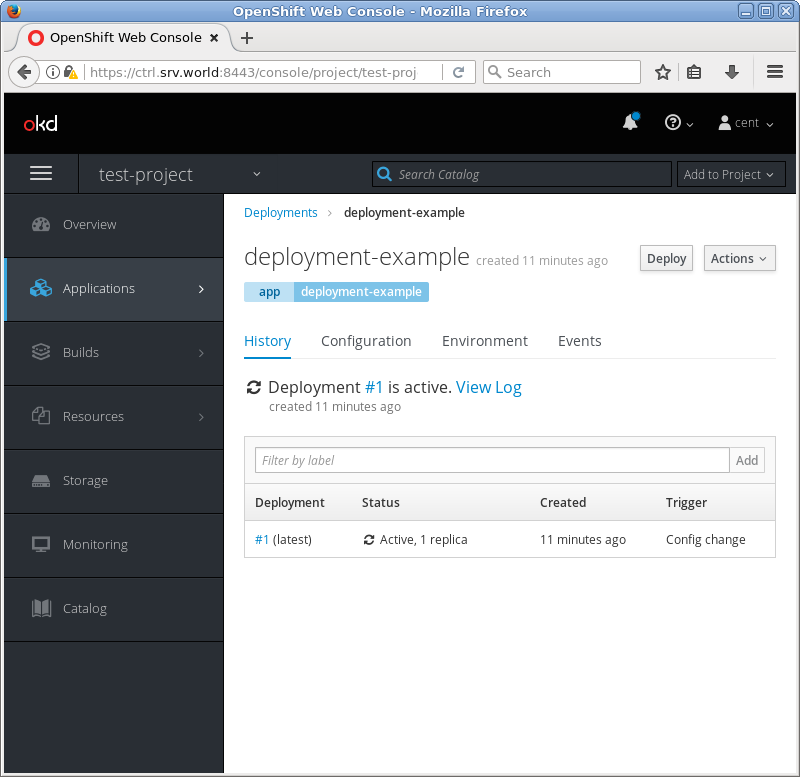 OpenShift Web Console - Mozilla Firefox
OpenShift Web Console
https://ctrl.srv.world:8443/console/project/test-proj
Search
okd
cent
test-project
Search Catalog
Add to Project
Overview
Applications
Builds
Resources
Storage
Monitoring
Catalog
Deployments deployment-example
deployment-example created 11 minutes ago
Deploy
Actions
app deployment-example
History Configuration Environment Events
Deployment #1 is active. View Log
created 11 minutes ago
Filter by label
Add
Deployment Status Created Trigger
#1 (latest) Active, 1 replica 11 minutes ago Config change